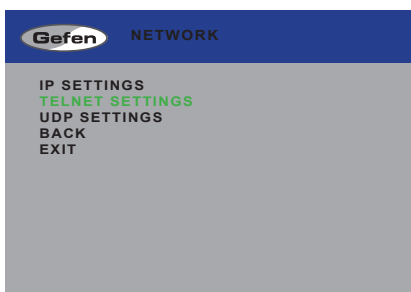 Gefen NETWORK
IP SETTINGS
TELNET SETTINGS
UDP SETTINGS
BACK
EXIT